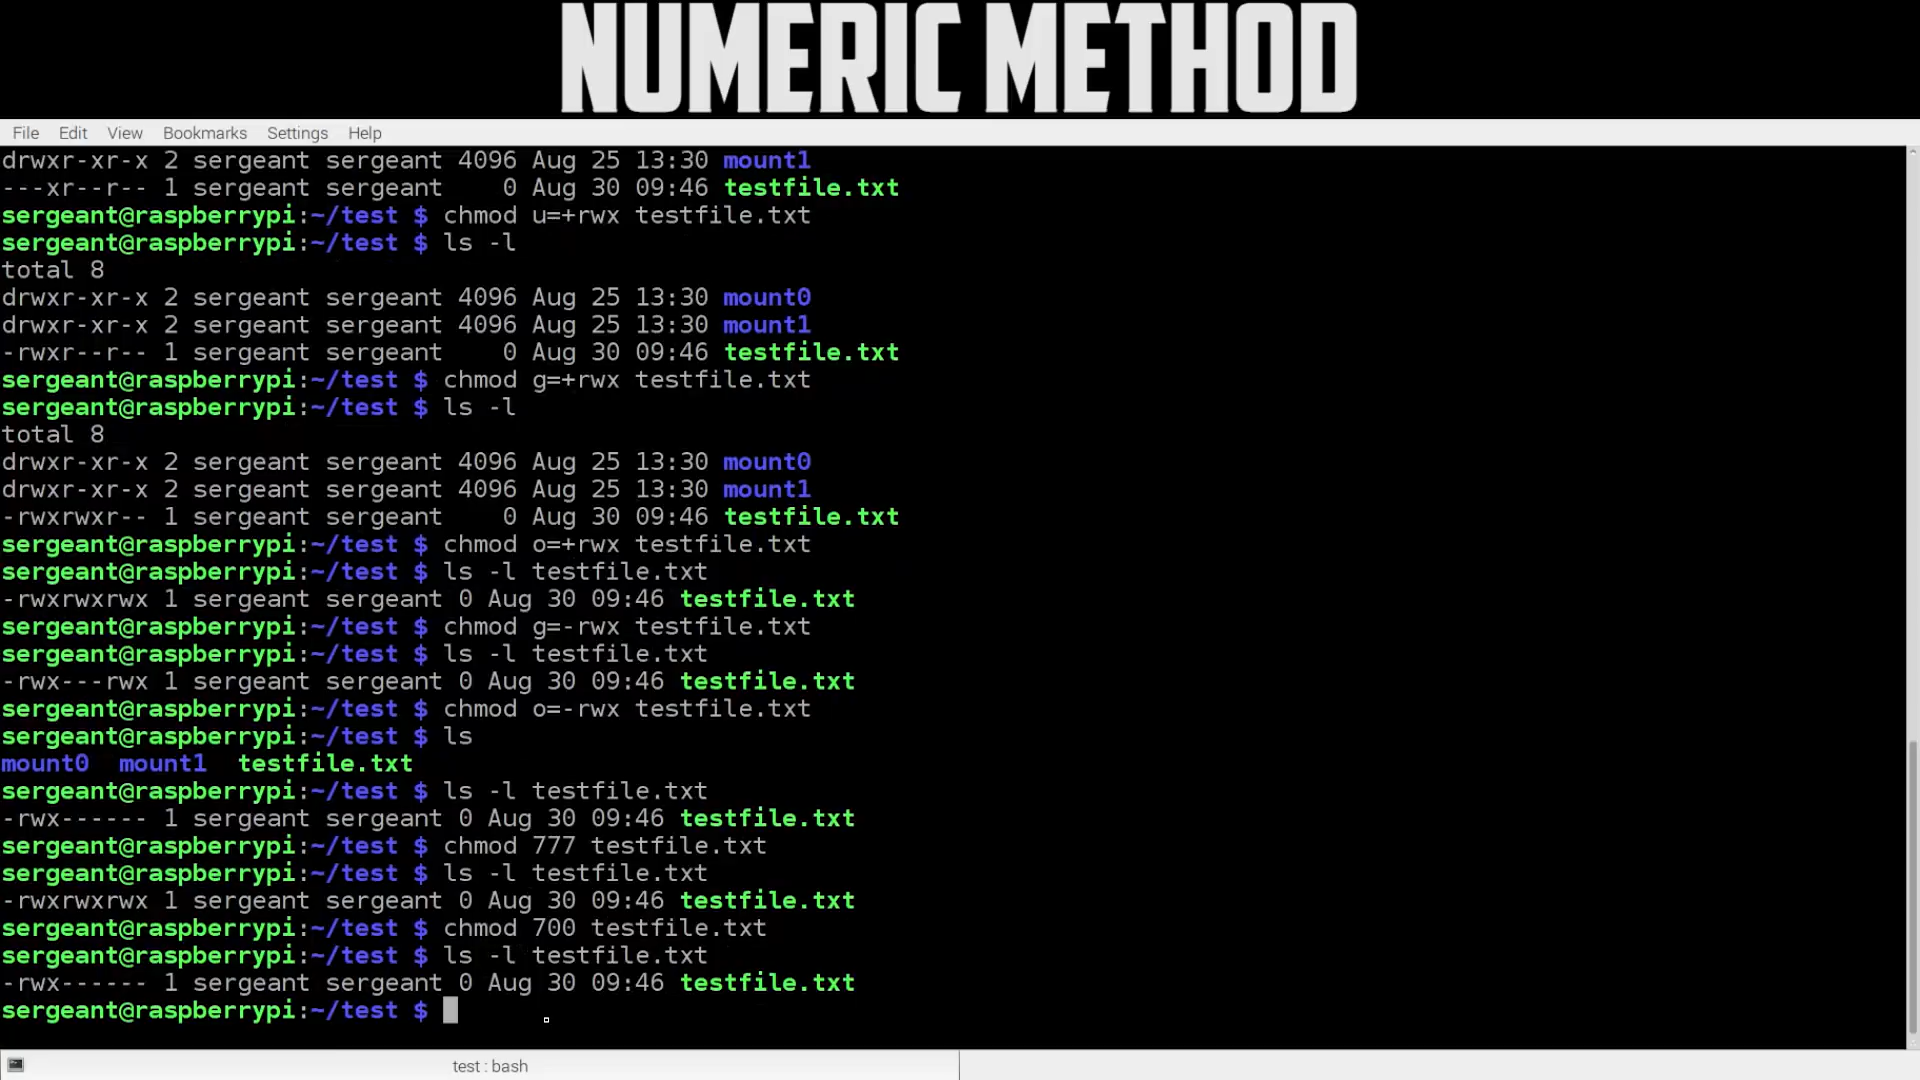 NUMERIC METHOD
File Edit View Bookmarks Settings Help
drwxr-xr-x 2 sergeant sergeant 4096 Aug 25 13:30 mount1
---xr--r-- 1 sergeant sergeant    0 Aug 30 09:46 testfile.txt
sergeant@raspberrypi:~/test $ chmod u=+rwx testfile.txt
sergeant@raspberrypi:~/test $ ls -l
total 8
drwxr-xr-x 2 sergeant sergeant 4096 Aug 25 13:30 mount0
drwxr-xr-x 2 sergeant sergeant 4096 Aug 25 13:30 mount1
-rwxr--r-- 1 sergeant sergeant    0 Aug 30 09:46 testfile.txt
sergeant@raspberrypi:~/test $ chmod g=+rwx testfile.txt
sergeant@raspberrypi:~/test $ ls -l
total 8
drwxr-xr-x 2 sergeant sergeant 4096 Aug 25 13:30 mount0
drwxr-xr-x 2 sergeant sergeant 4096 Aug 25 13:30 mount1
-rwxrwxr-- 1 sergeant sergeant    0 Aug 30 09:46 testfile.txt
sergeant@raspberrypi:~/test $ chmod o=+rwx testfile.txt
sergeant@raspberrypi:~/test $ ls -l testfile.txt
-rwxrwxrwx 1 sergeant sergeant 0 Aug 30 09:46 testfile.txt
sergeant@raspberrypi:~/test $ chmod g=-rwx testfile.txt
sergeant@raspberrypi:~/test $ ls -l testfile.txt
-rwx---rwx 1 sergeant sergeant 0 Aug 30 09:46 testfile.txt
sergeant@raspberrypi:~/test $ chmod o=-rwx testfile.txt
sergeant@raspberrypi:~/test $ ls
mount0  mount1  testfile.txt
sergeant@raspberrypi:~/test $ ls -l testfile.txt
-rwx------ 1 sergeant sergeant 0 Aug 30 09:46 testfile.txt
sergeant@raspberrypi:~/test $ chmod 777 testfile.txt
sergeant@raspberrypi:~/test $ ls -l testfile.txt
-rwxrwxrwx 1 sergeant sergeant 0 Aug 30 09:46 testfile.txt
sergeant@raspberrypi:~/test $ chmod 700 testfile.txt
sergeant@raspberrypi:~/test $ ls -l testfile.txt
-rwx------ 1 sergeant sergeant 0 Aug 30 09:46 testfile.txt
sergeant@raspberrypi:~/test $
test : bash